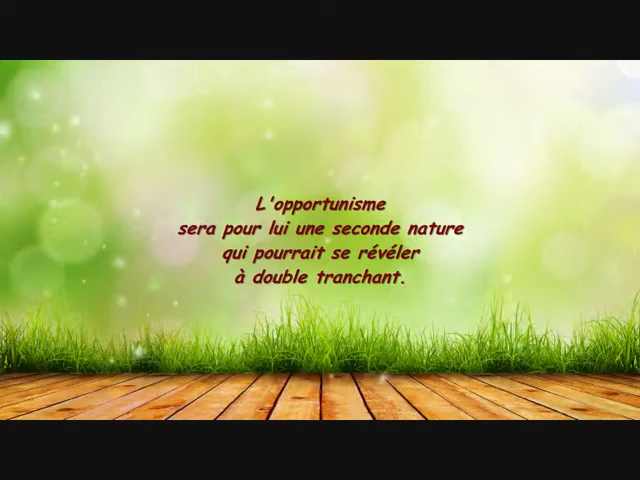 L'opportunisme
sera pour lui une seconde nature
qui pourrait se révéler
à double tranchant.